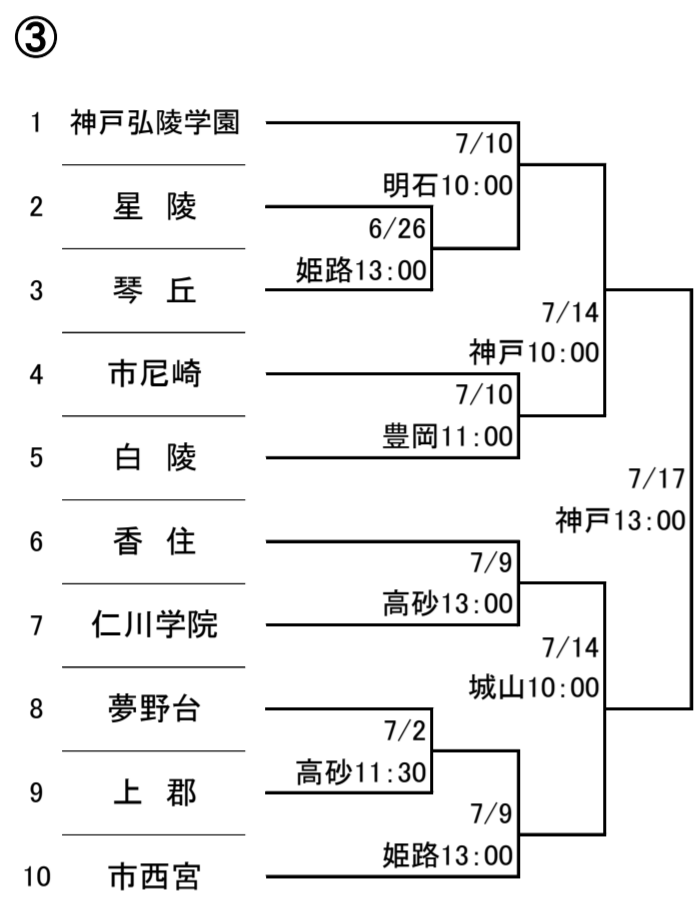 ③
1 神戸弘陵学園
7/10
明石10:00
2 星 陵
6/26
姫路13:00
3 琴 丘
7/14
神戸10:00
4 市尼崎
7/10
豊岡11:00
5 白 陵
7/17
神戸13:00
6 香 住
7/9
高砂13:00
7 仁川学院
7/14
城山10:00
8 夢野台
7/2
高砂11:30
9 上 郡
7/9
姫路13:00
10 市西宮